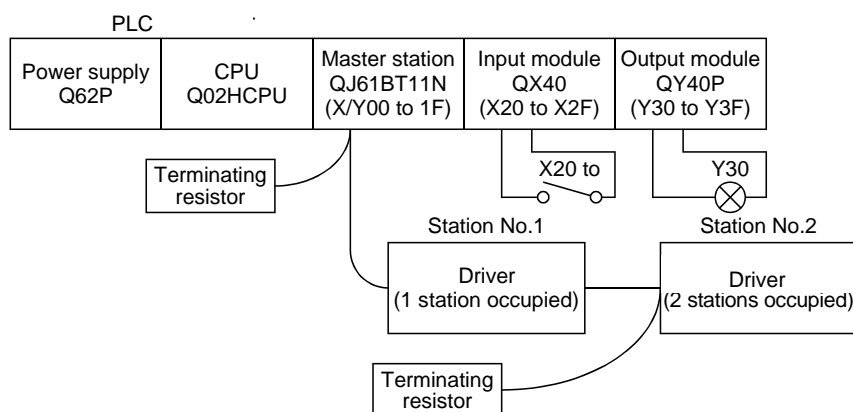 PLC
Power supply
Q62P
CPU
Q02HCPU
Master station
QJ61BT11N
(X/Y00 to 1F)
Input module
QX40
(X20 to X2F)
Output module
QY40P
(Y30 to Y3F)
Terminating
resistor
X20 to
Y30
Station No.1
Station No.2
Driver
(1 station occupied)
Driver
(2 stations occupied)
Terminating
resistor